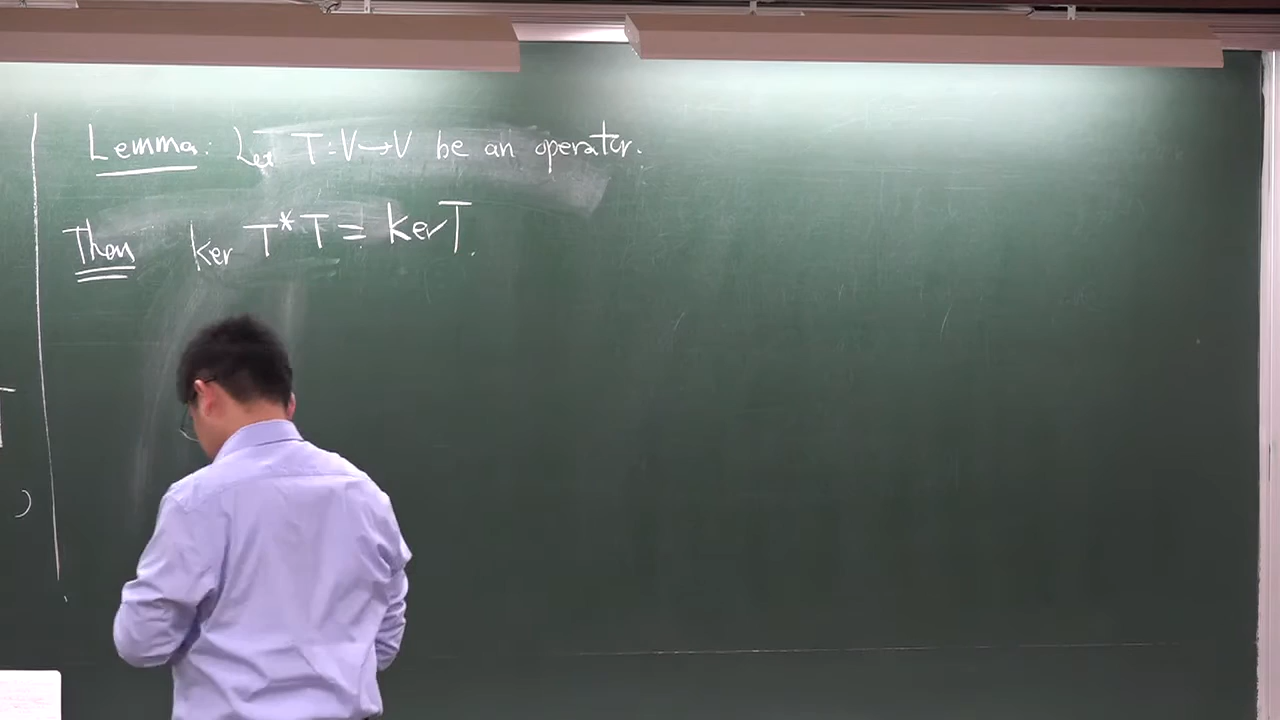 Lemma: Let T: V→V be an operator.
Then ker T*T = ker T.